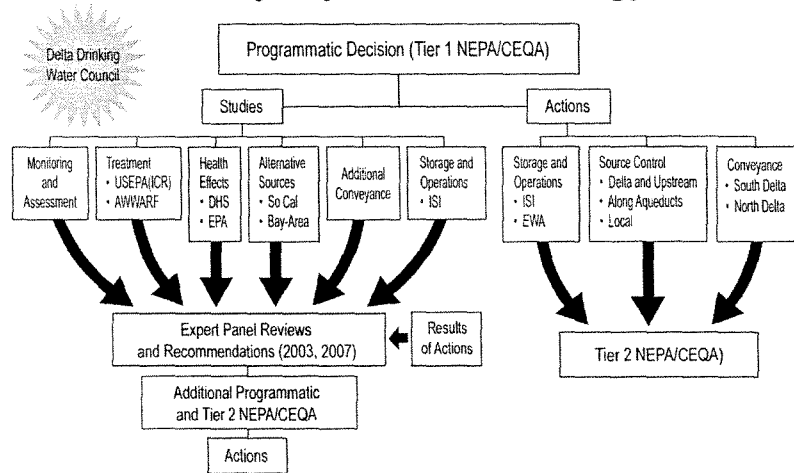 Delta Drinking
Water Council
Programmatic Decision (Tier 1 NEPA/CEQA)
Studies
Actions
Monitoring
and
Assessment
Treatment
• USEPA(ICR)
• AWWARF
Health
Effects
• DHS
• EPA
Alternative
Sources
• So Cal
• Bay-Area
Additional
Conveyance
Storage and
Operations
• ISI
Storage and
Operations
• ISI
• EWA
Source Control
• Delta and Upstream
• Along Aqueducts
• Local
Conveyance
• South Delta
• North Delta
Expert Panel Reviews
and Recommendations (2003, 2007)
Results
of Actions
Tier 2 NEPA/CEQA)
Additional Programmatic
and Tier 2 NEPA/CEQA
Actions